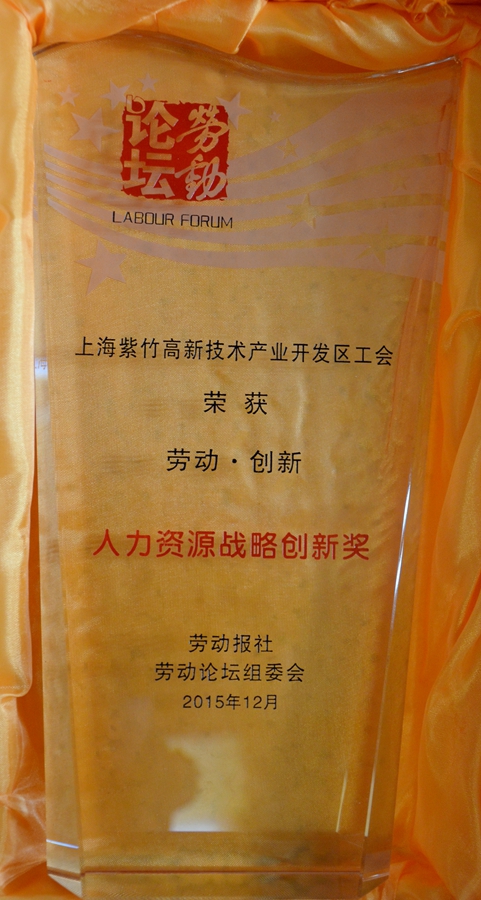 勞動
论坛
LABOUR FORUM
上海紫竹高新技术产业开发区工会
荣 获
劳动·创新
人力资源战略创新奖
劳动报社
劳动论坛组委会
2015年12月